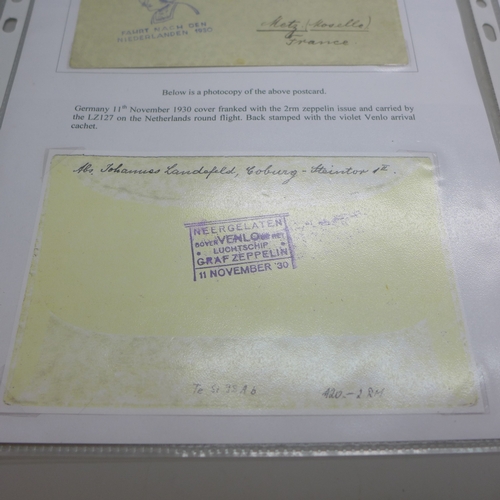 FAHRT NACH DEN
NIEDERLANDEN 1930
Metz (Moselle)
France
Below is a photocopy of the above postcard.
Germany 11th November 1930 cover franked with the 2rm zeppelin issue and carried by
the LZ127 on the Netherlands round flight. Back stamped with the violet Venlo arrival
cachet.
Johannes Landefeld, Coburg - Steintor
NEERGELATEN
BOVEN VENLO HET
LUCHTSCHIP
GRAF ZEPPELIN
11 NOVEMBER '30
420.- 2 RM